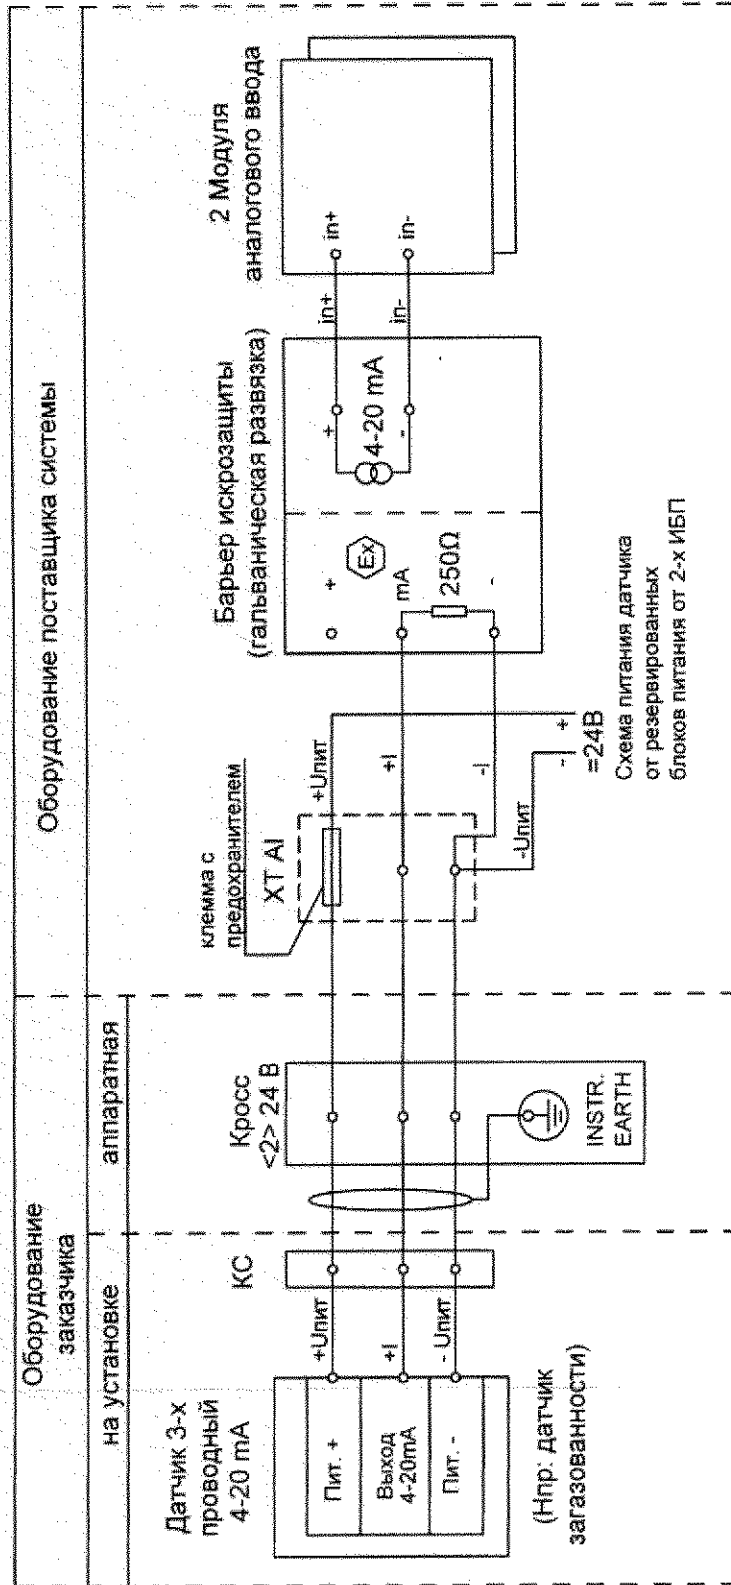 Оборудование
заказчика
Оборудование поставщика системы
на установке
аппаратная
Датчик 3-х
проводный
4-20 mA
Пит. +
Выход
4-20mA
Пит. -
(Нпр: датчик
загазованности)
+Uпит
+I
- Uпит
КС
Кросс
<2> 24 В
INSTR.
EARTH
клемма с
предохранителем
XT AI
+Uпит
+I
-I
-Uпит
- +
=24В
Схема питания датчика
от резервированных
блоков питания от 2-х ИБП
Барьер искрозащиты
(гальваническая развязка)
+
Ex
mA
250Ω
+
4-20 mA
-
in+
in-
2 Модуля
аналогового ввода
in+
in-